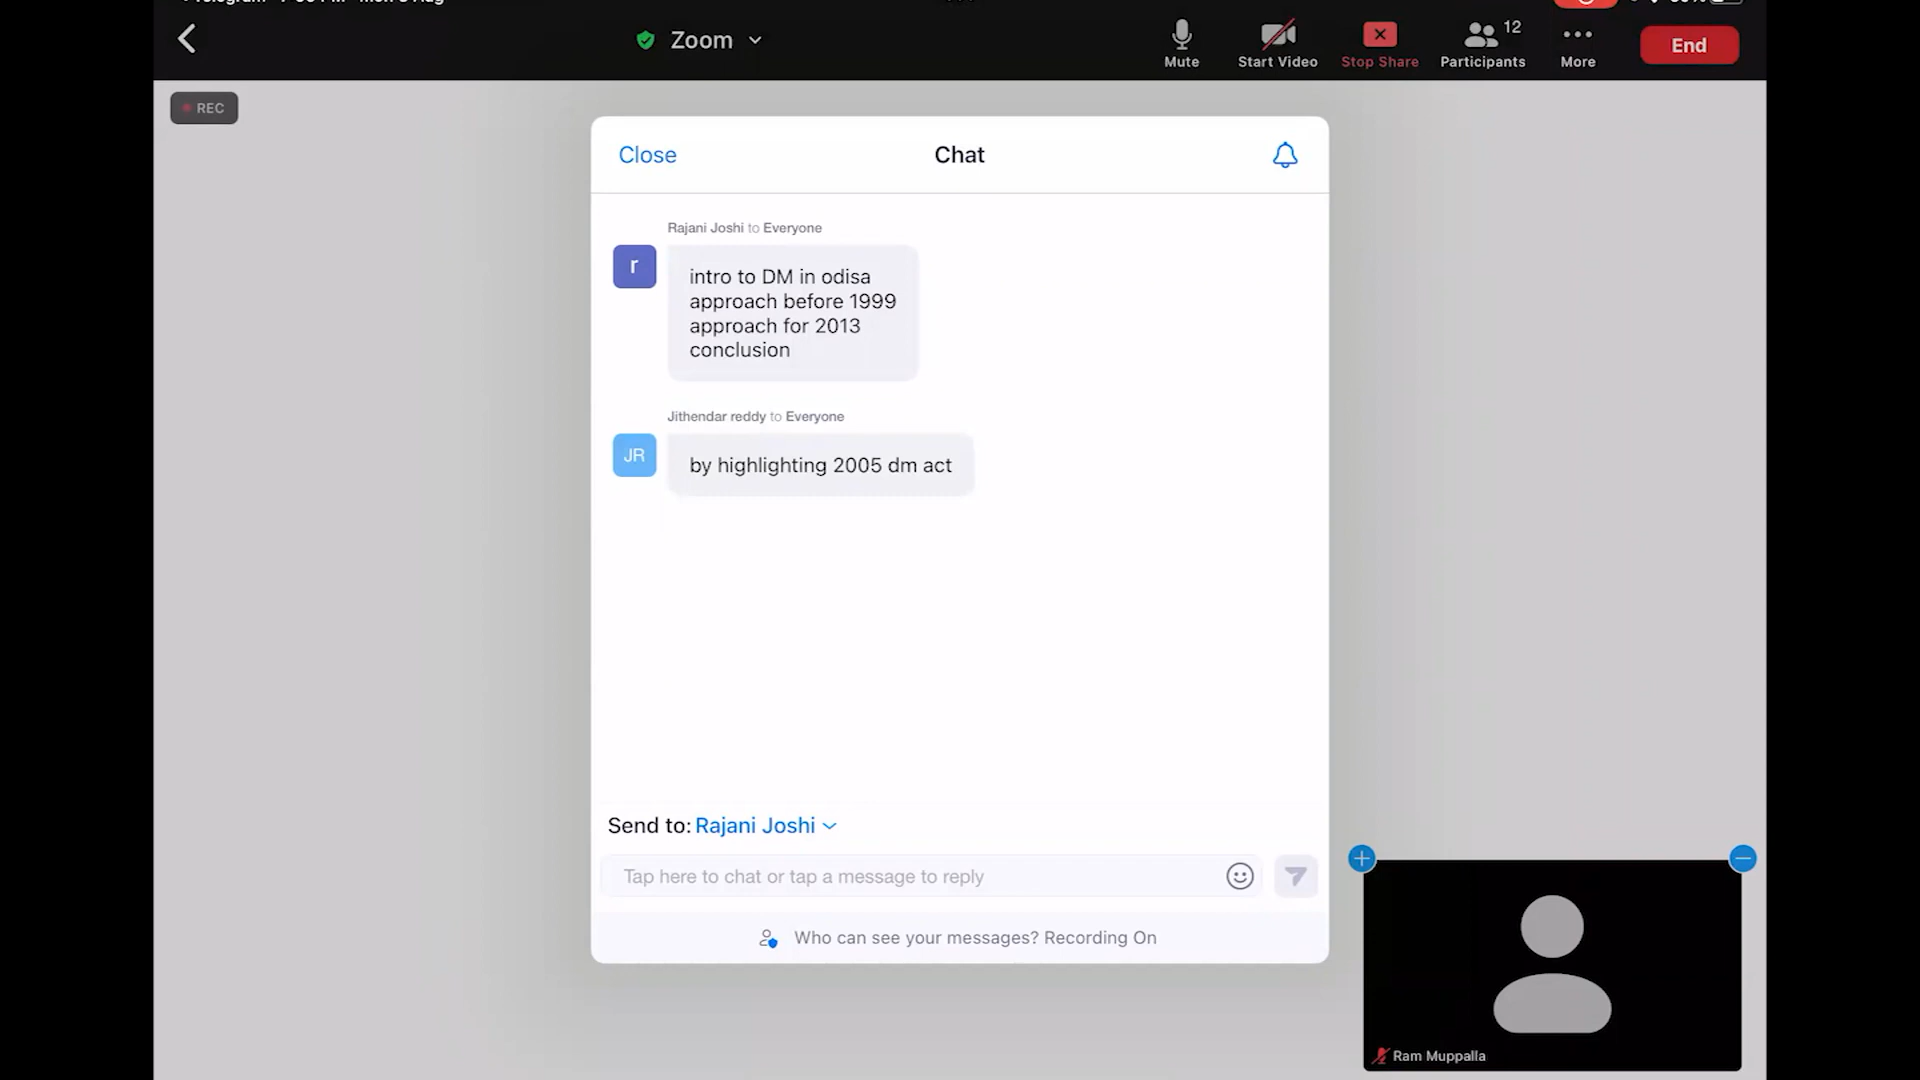 Zoom
Mute
Start Video
Stop Share
Participants
12
More
End
REC
Close
Chat
Rajani Joshi to Everyone
r
intro to DM in odisa
approach before 1999
approach for 2013
conclusion
Jithendar reddy to Everyone
JR
by highlighting 2005 dm act
Send to: Rajani Joshi
Tap here to chat or tap a message to reply
Who can see your messages? Recording On
Ram Muppalla